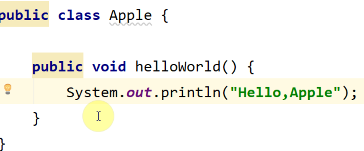 public class Apple {
public void helloWorld() {
System.out.println("Hello,Apple");
}
}